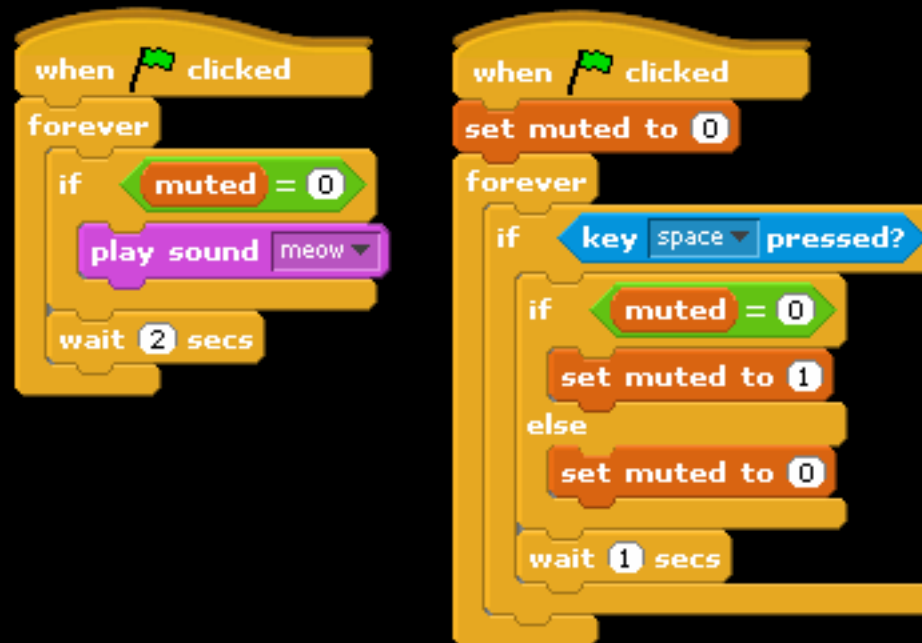 when clicked
forever
if muted = 0
play sound meow
wait 2 secs
when clicked
set muted to 0
forever
if key space pressed?
if muted = 0
set muted to 1
else
set muted to 0
wait 1 secs